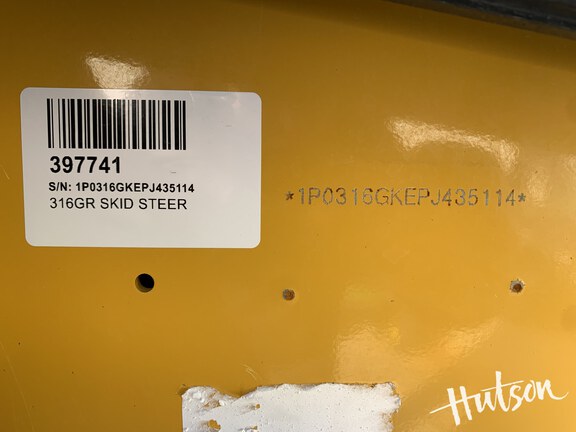 397741
S/N: 1P0316GKEPJ435114
316GR SKID STEER
*1P0316GKEPJ435114*
Hutson